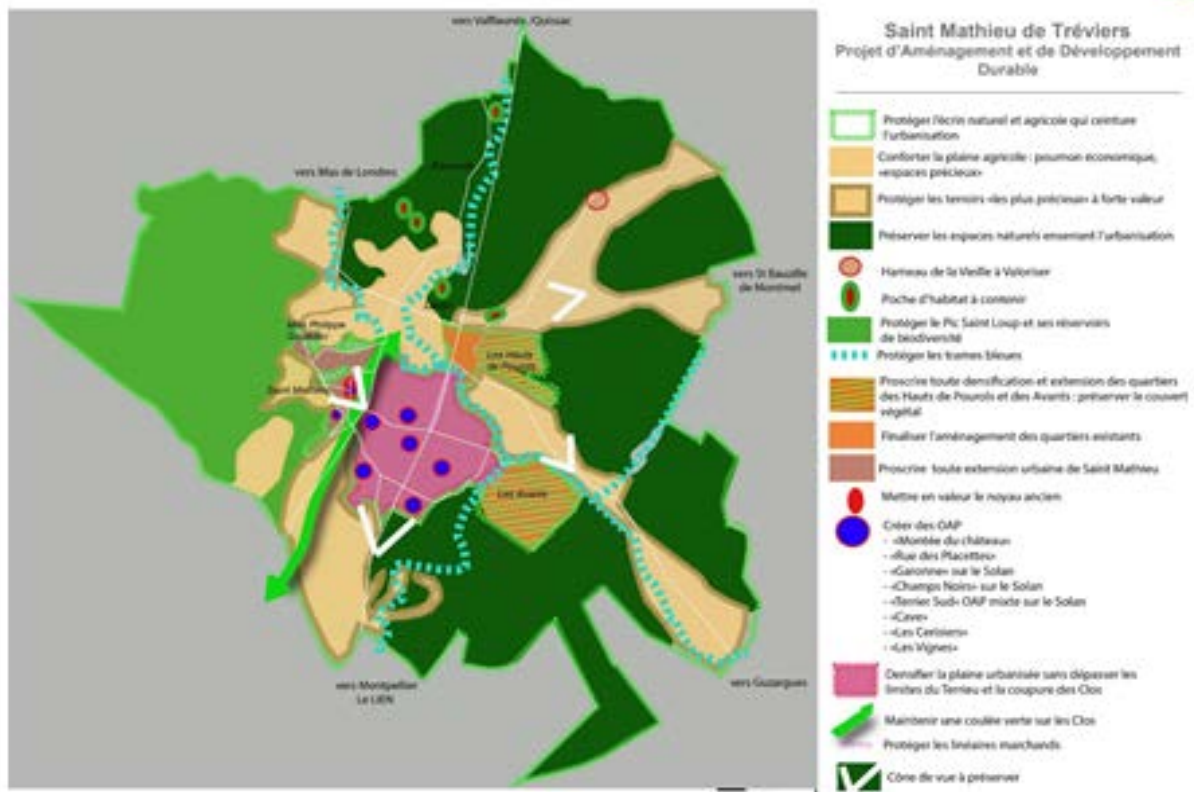 vers Valflaunès /Quissac
vers Mas de Londres
vers St Bauzille
de Montmel
Les Hauts
de Pourols
Les Avants
vers Montpellier
Le LIEN
vers Guzargues
Saint Mathieu de Tréviers
Projet d'Aménagement et de Développement
Durable
Protéger l'écrin naturel et agricole qui ceinture
l'urbanisation
Conforter la plaine agricole : poumon économique,
«espaces précieux»
Protéger les terroirs «les plus précieux» à forte valeur
Préserver les espaces naturels enserrant l'urbanisation
Hameau de la Vieille à Valoriser
Poche d'habitat à contenir
Protéger le Pic Saint Loup et ses réservoirs
de biodiversité
Protéger les trames bleues
Proscrire toute densification et extension des quartiers
des Hauts de Pourols et des Avants : préserver le couvert
végétal
Finaliser l'aménagement des quartiers existants
Proscrire toute extension urbaine de Saint Mathieu
Mettre en valeur le noyau ancien
Créer des OAP
- «Montée du château»
- «Rue des Placettes»
- «Garonne» sur le Solan
- «Champs Noirs» sur le Solan
- «Terrier Sud» OAP mixte sur le Solan
- «Cave»
- «Les Cerisiers»
- «Les Vignes»
Densifier la plaine urbanisée sans dépasser les
limites du Terrieu et la coupure des Clos
Maintenir une coulée verte sur les Clos
Protéger les linéaires marchands
Cône de vue à préserver